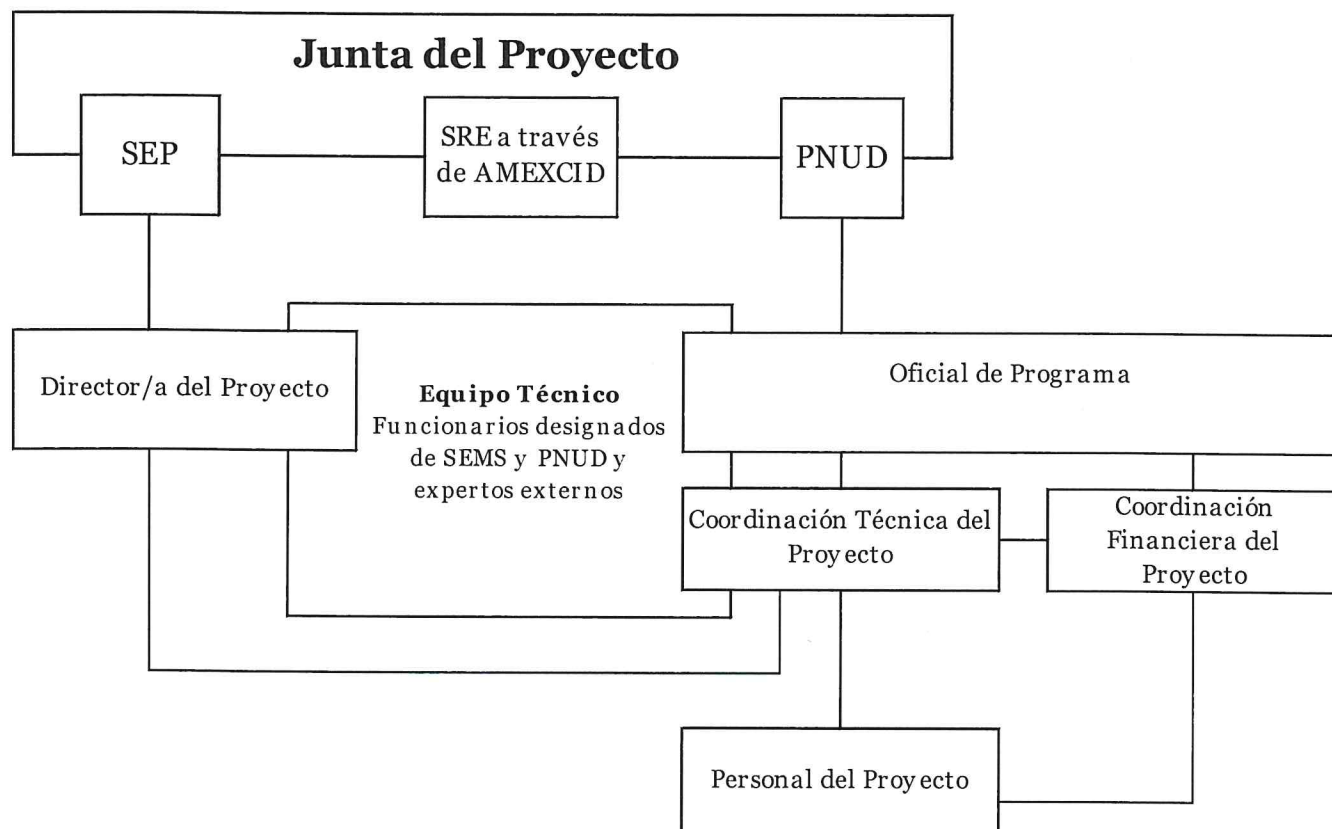 Junta del Proyecto
SEP
SRE a través
de AMEXCID
PNUD
Director/a del Proyecto
Equipo Técnico
Funcionarios designados
de SEMS y PNUD y
expertos externos
Oficial de Programa
Coordinación Técnica del
Proyecto
Coordinación
Financiera del
Proyecto
Personal del Proyecto